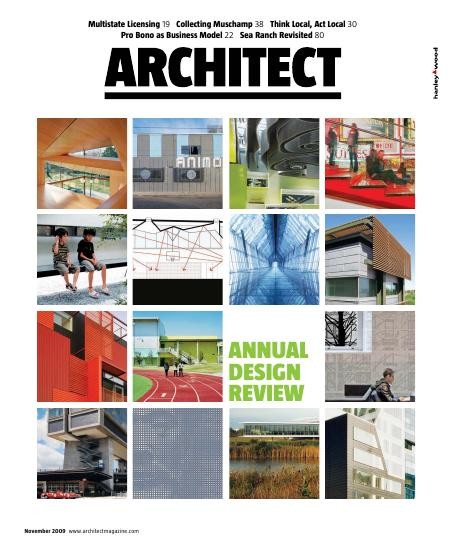 Multistate Licensing 19 Collecting Muschamp 38 Think Local, Act Local 30
Pro Bono as Business Model 22 Sea Ranch Revisited 80
ARCHITECT
hanley wood
ANIMO
ANNUAL
DESIGN
REVIEW
November 2009 www.architectmagazine.com